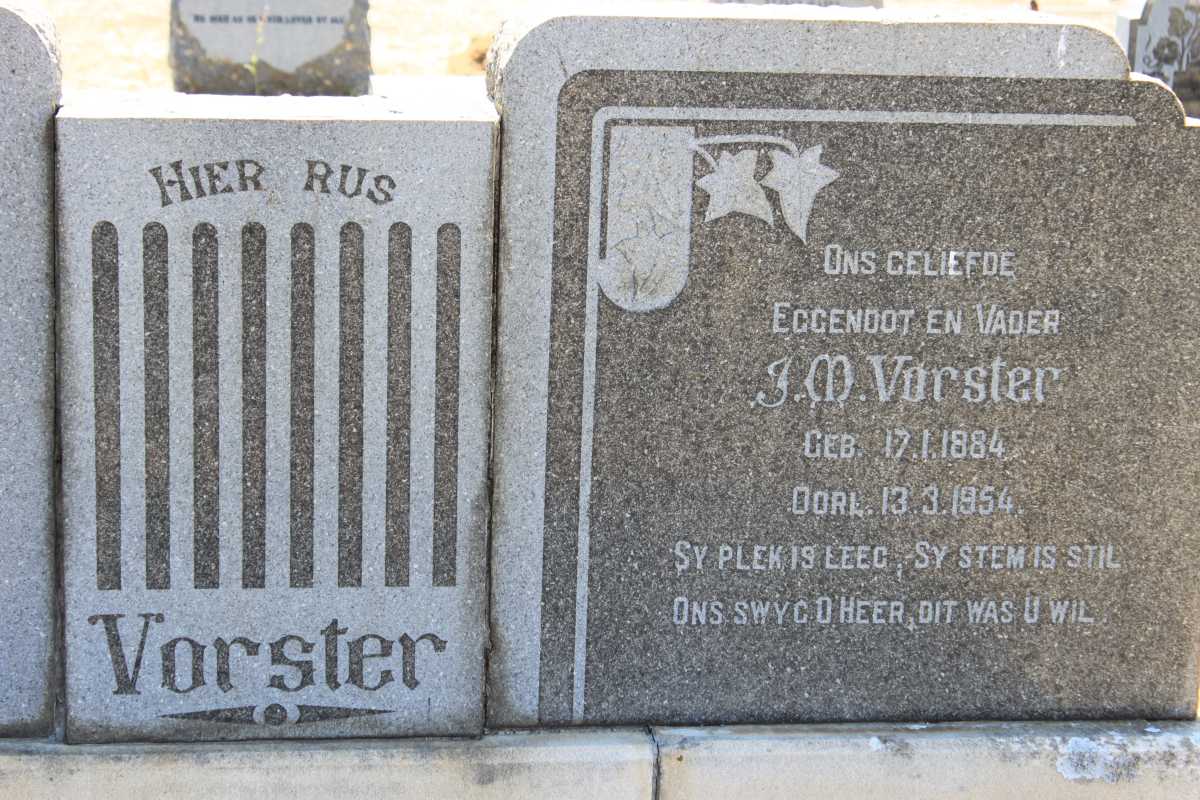 HIER RUS
Vorster
ONS GELIEFDE
EGGENOOT EN VADER
J.M. Vorster
GEB. 17.1.1884.
OORL. 13.3.1954.
SY PLEK IS LEEG, SY STEM IS STIL
ONS SWYG O HEER, DIT WAS U WIL.